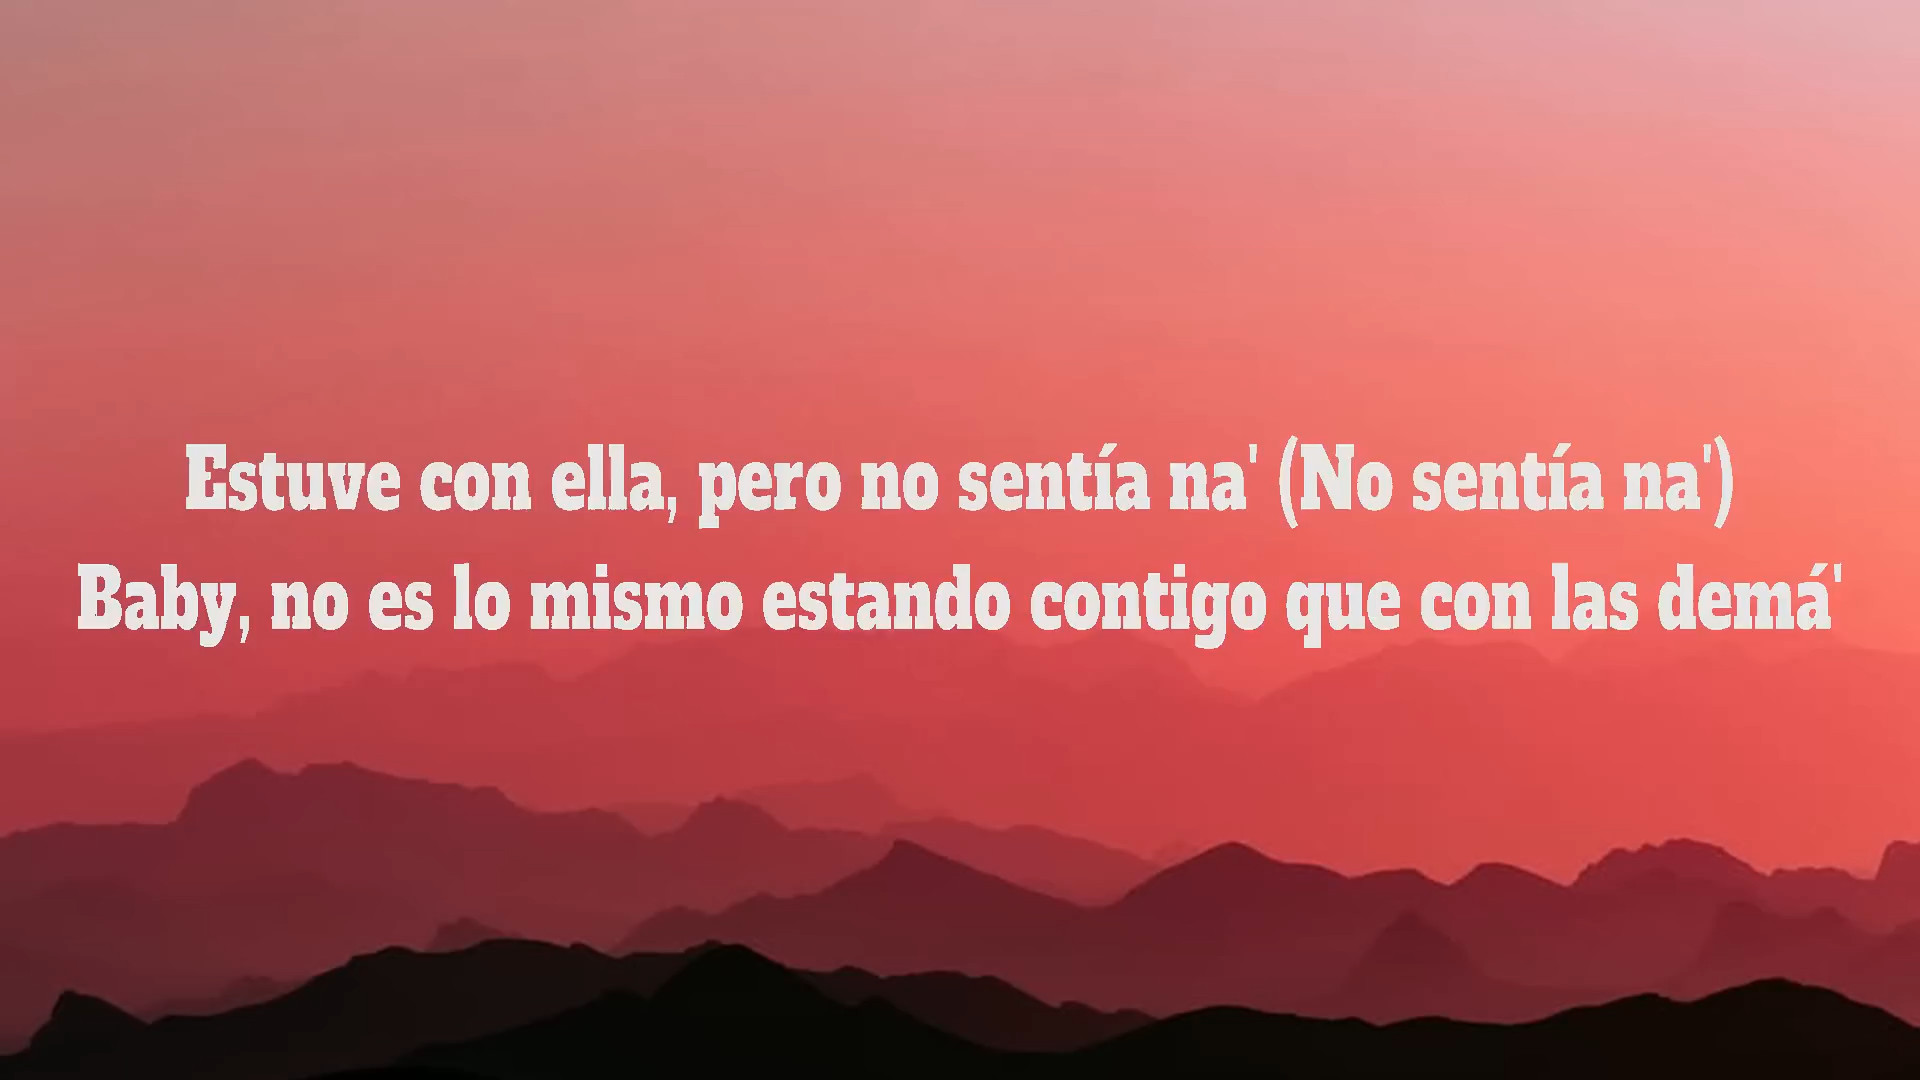 Estuve con ella, pero no sentía na' (No sentía na')
Baby, no es lo mismo estando contigo que con las demá'